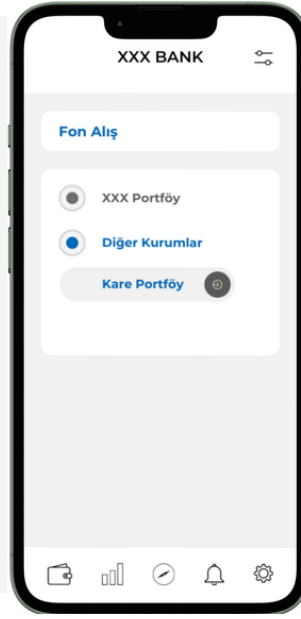 XXX BANK
Fon Alış
XXX Portföy
Diğer Kurumlar
Kare Portföy